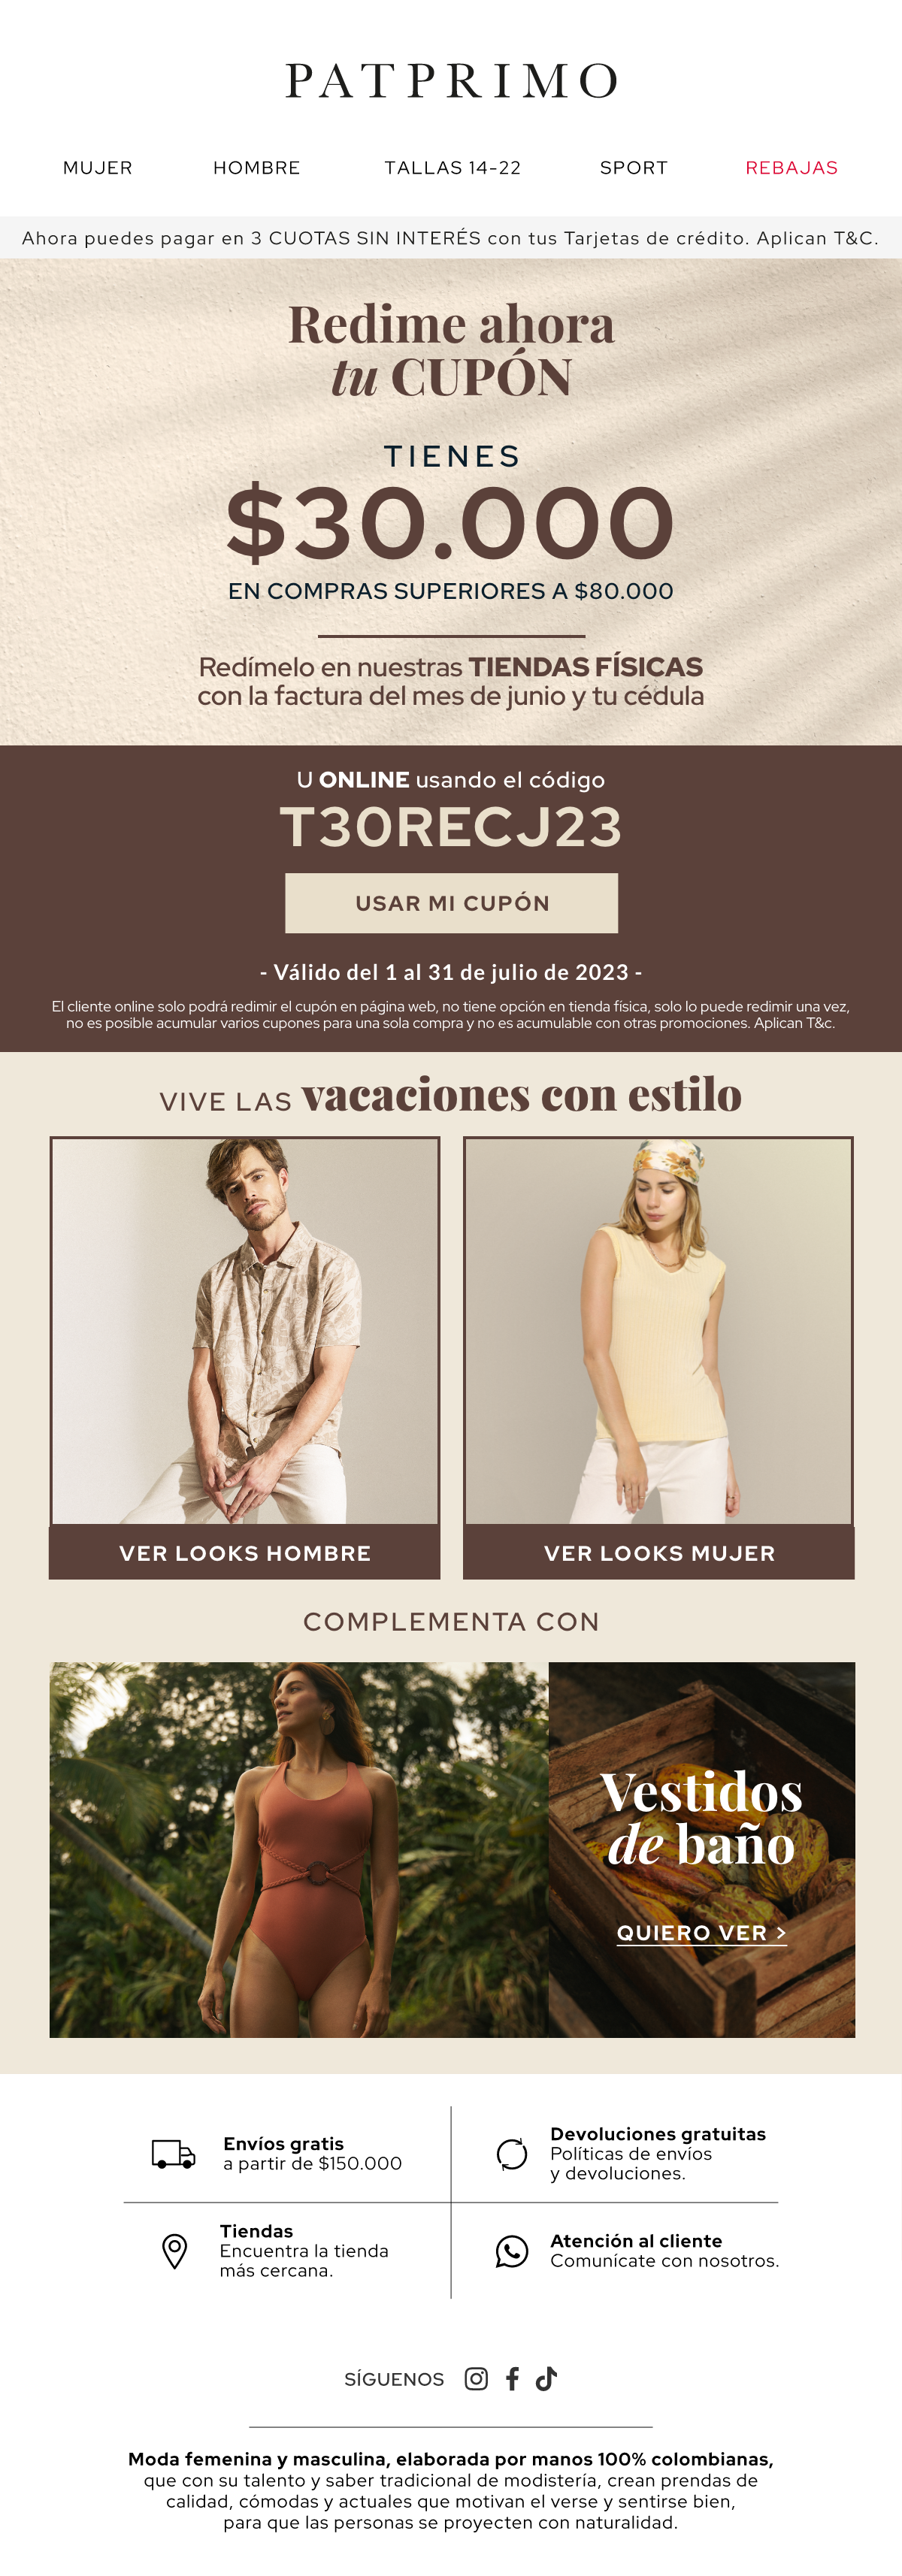 PATPRIMO
MUJER HOMBRE TALLAS 14-22 SPORT REBAJAS
Ahora puedes pagar en 3 CUOTAS SIN INTERÉS con tus Tarjetas de crédito. Aplican T&C.
Redime ahora
tu CUPÓN
TIENES
$30.000
EN COMPRAS SUPERIORES A $80.000
Redímelo en nuestras TIENDAS FÍSICAS
con la factura del mes de junio y tu cédula
U ONLINE usando el código
T30RECJ23
USAR MI CUPÓN
- Válido del 1 al 31 de julio de 2023 -
El cliente online solo podrá redimir el cupón en página web, no tiene opción en tienda física, solo lo puede redimir una vez,
no es posible acumular varios cupones para una sola compra y no es acumulable con otras promociones. Aplican T&c.
VIVE LAS vacaciones con estilo
VER LOOKS HOMBRE
VER LOOKS MUJER
COMPLEMENTA CON
Vestidos
de baño
QUIERO VER >
Envíos gratis
a partir de $150.000
Devoluciones gratuitas
Políticas de envíos
y devoluciones.
Tiendas
Encuentra la tienda
más cercana.
Atención al cliente
Comunícate con nosotros.
SÍGUENOS
Moda femenina y masculina, elaborada por manos 100% colombianas,
que con su talento y saber tradicional de modistería, crean prendas de
calidad, cómodas y actuales que motivan el verse y sentirse bien,
para que las personas se proyecten con naturalidad.